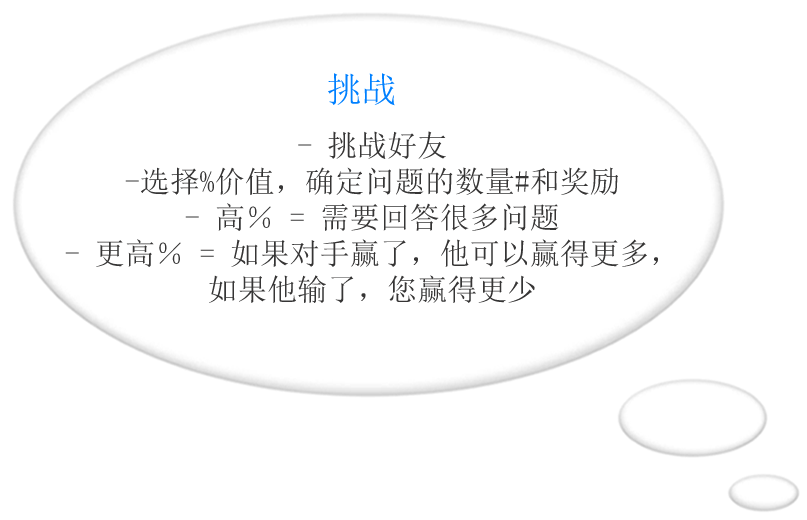 挑战
- 挑战好友
-选择%价值，确定问题的数量#和奖励
- 高％ = 需要回答很多问题
- 更高％ = 如果对手赢了，他可以赢得更多，
如果他输了，您赢得更少